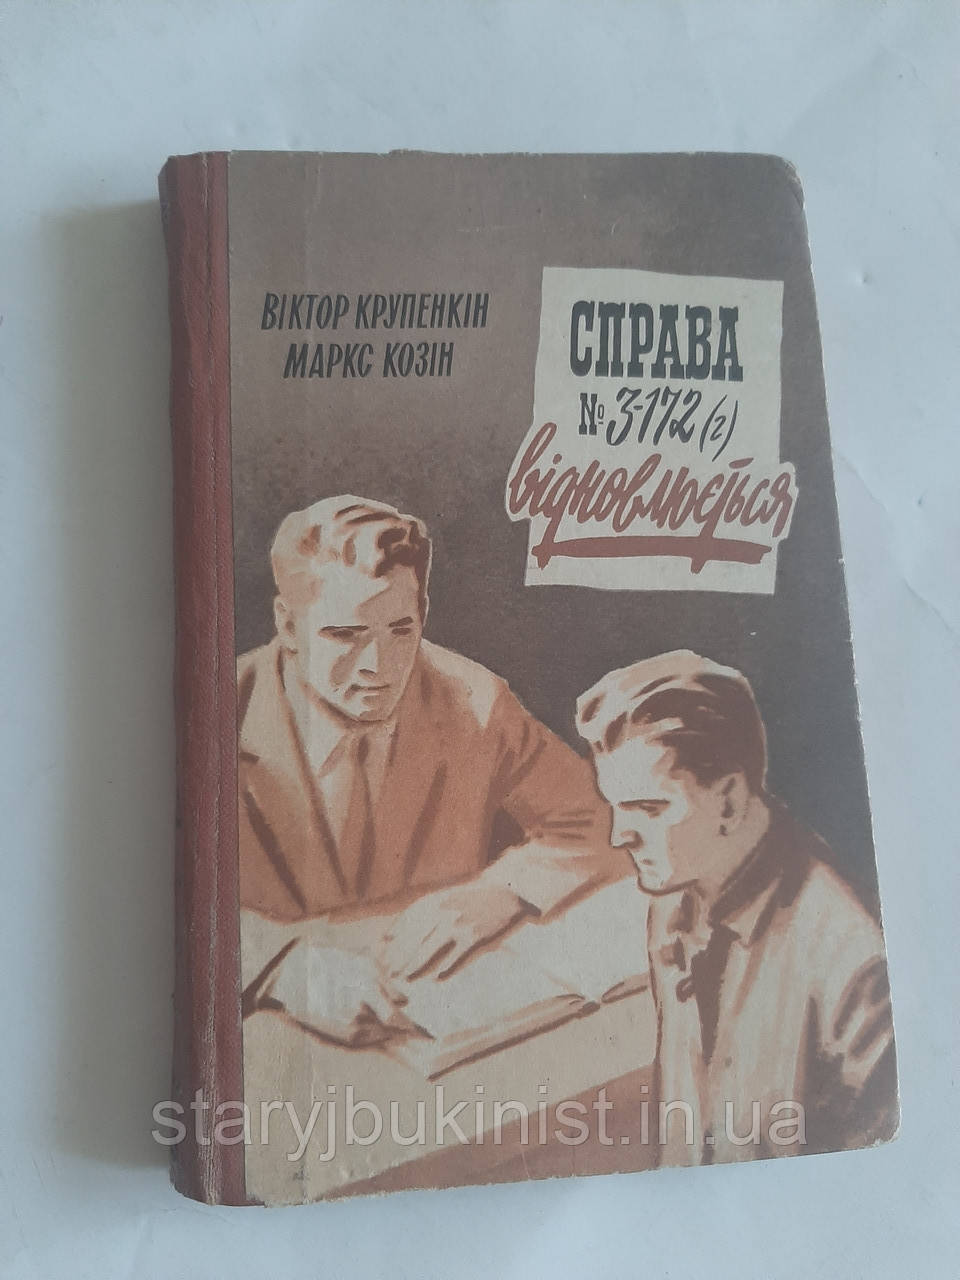 ВІКТОР КРУПЕНКІН
МАРКС КОЗІН
СПРАВА
№ 3-172 (г)
відновлюється
staryjbukinist.in.ua